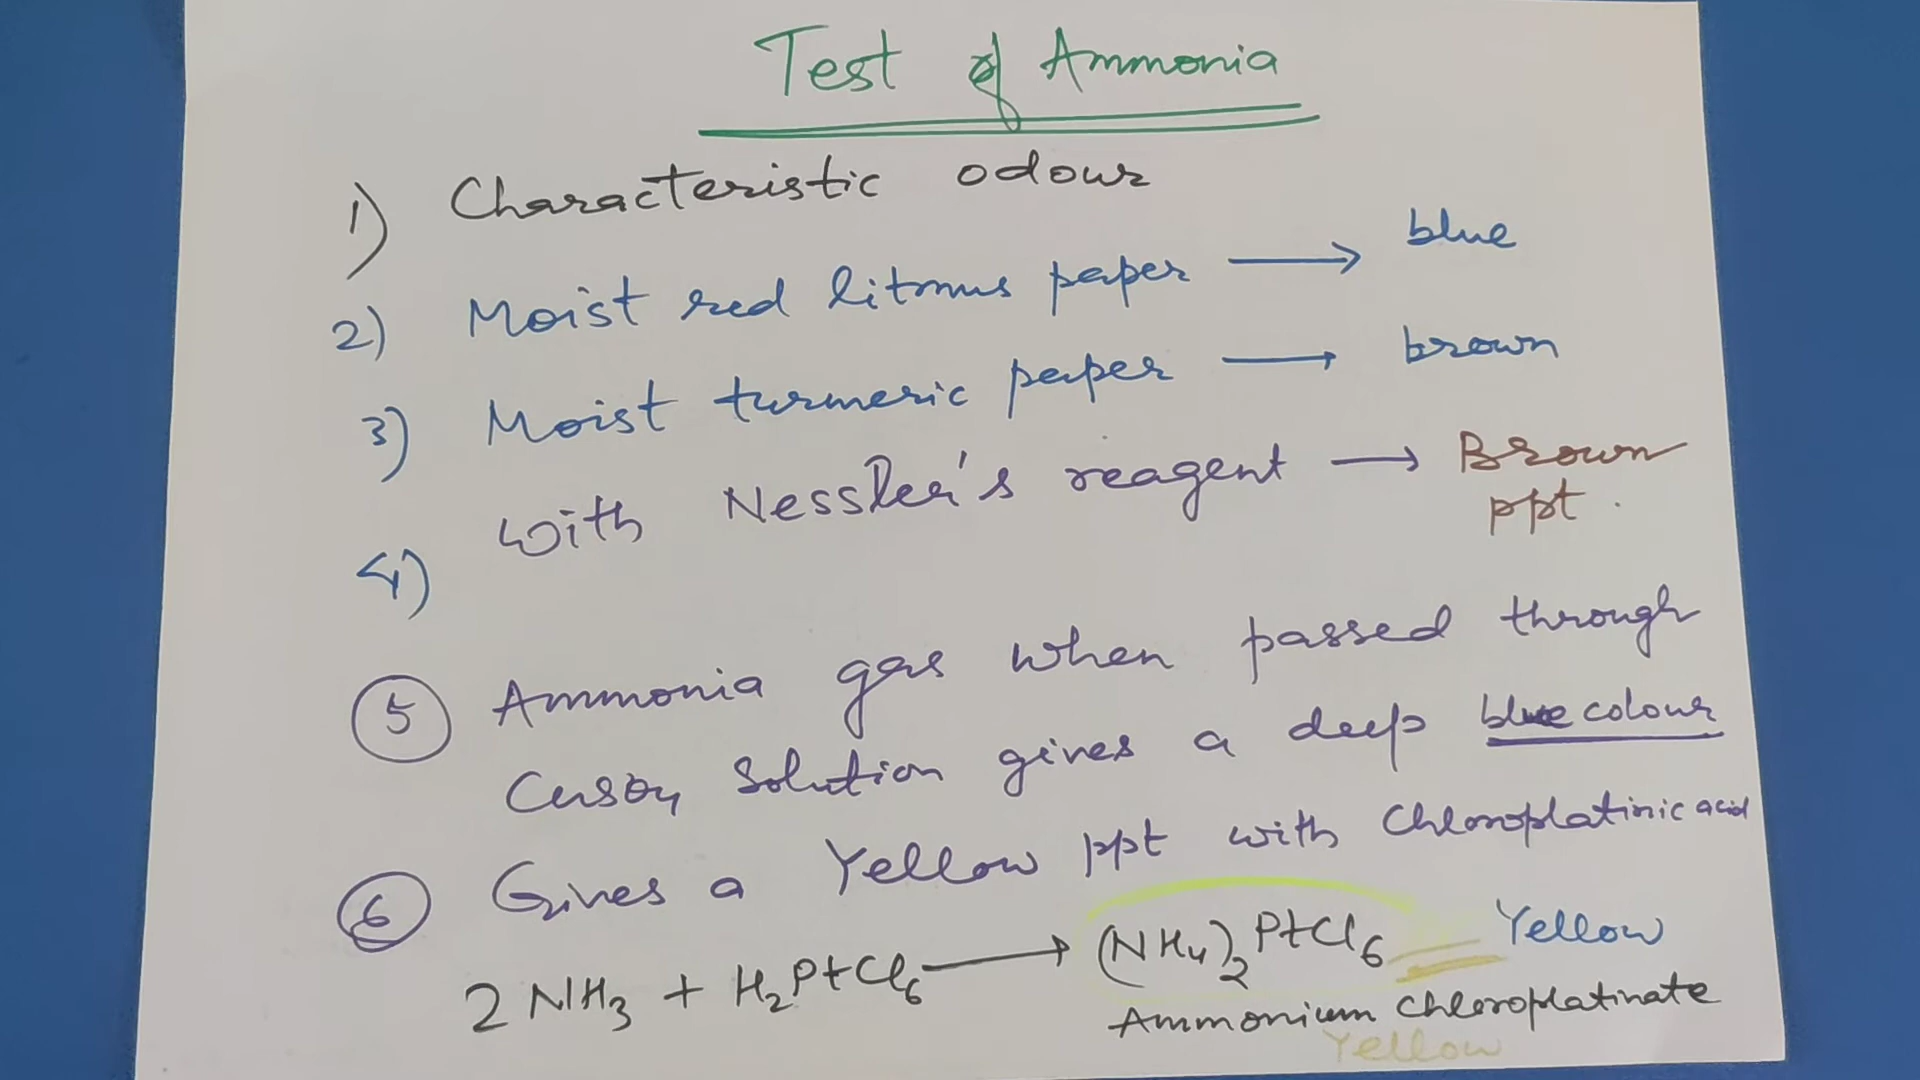 Test of Ammonia
1) Characteristic odour
2) Moist red litmus paper → blue
3) Moist turmeric paper → brown
4) With Nessler's reagent → Brown ppt.
5 Ammonia gas when passed through
CuSO4 Solution gives a deep blue colour
6 Gives a Yellow ppt with Chloroplatinic acid
2 NH3 + H2PtCl6 → (NH4)2PtCl6 Yellow
Ammonium Chloroplatinate
Yellow